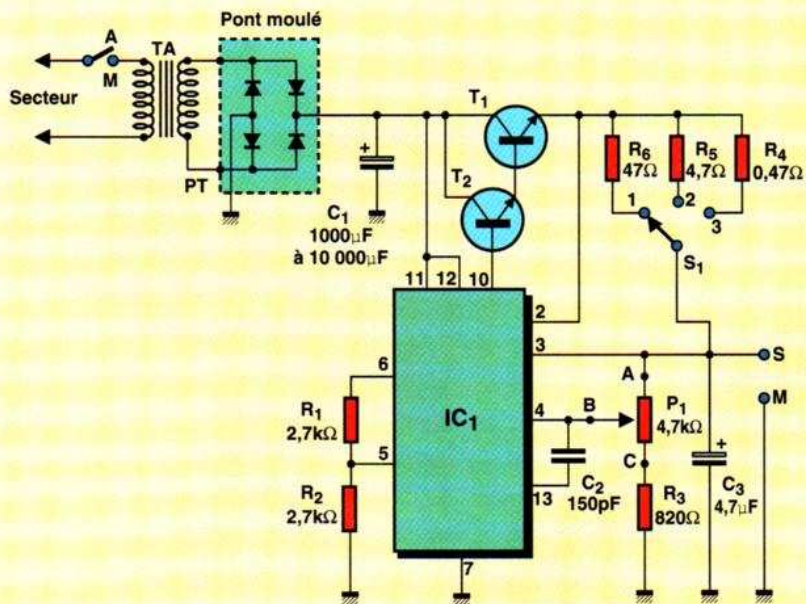 Pont moulé
A
TA
M
Secteur
PT
+
C1
1000µF
à 10 000µF
T1
T2
R6
47Ω
R5
4,7Ω
R4
0,47Ω
1
2
3
S1
11
12
10
2
3
6
4
5
13
7
IC1
R1
2,7kΩ
R2
2,7kΩ
A
B
C
P1
4,7kΩ
C2
150pF
R3
820Ω
+
C3
4,7µF
S
M